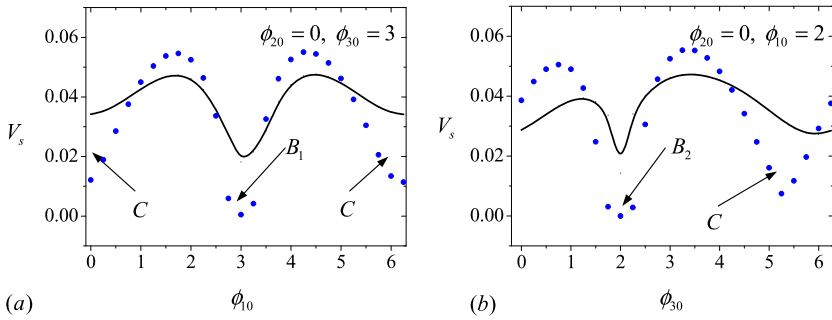 ϕ₂₀ = 0, ϕ₃₀ = 3
0.06
0.04
0.02
0.00
Vₛ
B₁
C
C
0 1 2 3 4 5 6
(a)
ϕ₁₀
ϕ₂₀ = 0, ϕ₁₀ = 2
0.06
0.04
0.02
0.00
Vₛ
B₂
C
0 1 2 3 4 5 6
(b)
ϕ₃₀